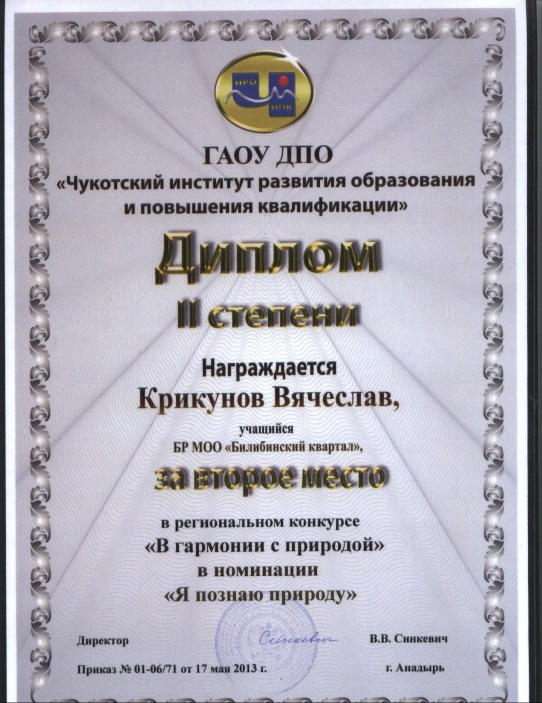 ИРО
ИПК
ГАОУ ДПО
«Чукотский институт развития образования
и повышения квалификации»
Диплом
II степени
Награждается
Крикунов Вячеслав,
учащийся
БР МОО «Билибинский квартал»,
за второе место
в региональном конкурсе
«В гармонии с природой»
в номинации
«Я познаю природу»
Директор Синкевич В.В. Синкевич
Приказ № 01-06/71 от 17 мая 2013 г. г. Анадырь